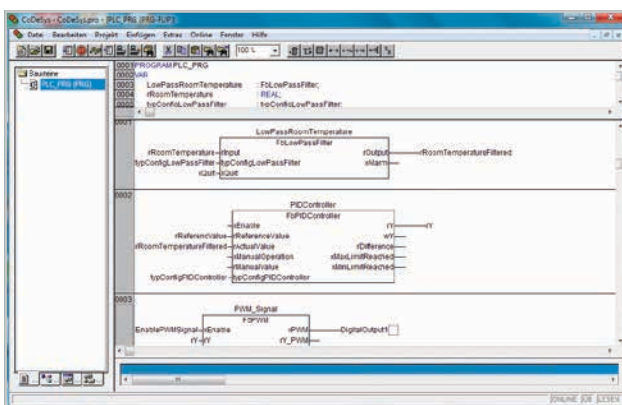 CoDeSys - CoDeSys.pro - [PLC_PRG (PRG-FUP)]
Datei Bearbeiten Projekt Einfügen Extras Online Fenster Hilfe
100 %
Bausteine
PLC_PRG (PRG)
0001 PROGRAM PLC_PRG
0002 VAR
0003 LowPassRoomTemperature : FbLowPassFilter;
0004 rRoomTemperature : REAL;
0005 typConfigLowPassFilter : typConfigLowPassFilter;
0001
LowPassRoomTemperature
FbLowPassFilter
rRoomTemperature rInput rOutput rRoomTemperatureFiltered
typConfigLowPassFilter typConfigLowPassFilter xAlarm
xQuit xQuit
0002
PIDController
FbPIDController
xEnable rY rY
rReferenceValue rReferenceValue wY
rRoomTemperatureFiltered rActualValue rDifference
xManualOperation xMaxLimitReached
rManualValue xMinLimitReached
typConfigPIDController typConfigPIDController
0003
PWM_Signal
FbPWM
EnablePWMSignal xEnable xPWM DigitalOutput1
rY rY rY_PWM
ONLINE ÜB LESEN